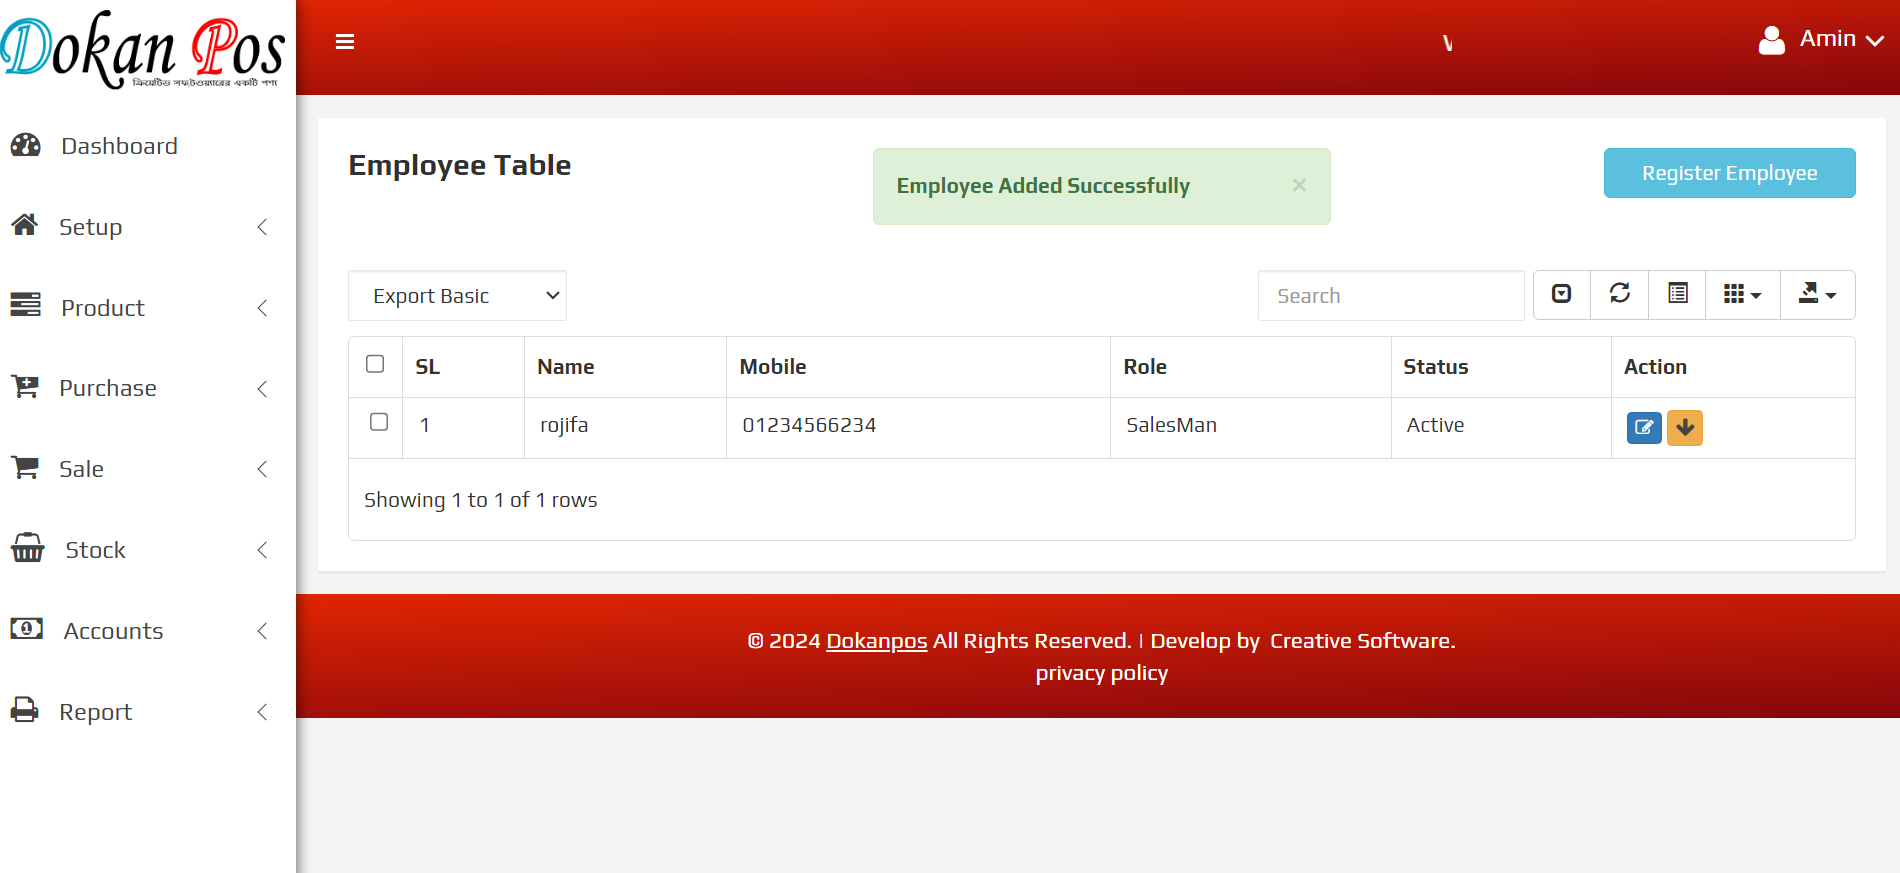 Dokan Pos
ক্রিয়েটিভ সফ্টওয়্যারের একটি পণ্য
Amin
Dashboard
Setup
Product
Purchase
Sale
Stock
Accounts
Report
Employee Table
Employee Added Successfully ×
Register Employee
Export Basic
Search
SL Name Mobile Role Status Action
1 rojifa 01234566234 SalesMan Active
Showing 1 to 1 of 1 rows
© 2024 Dokanpos All Rights Reserved. | Develop by Creative Software.
privacy policy